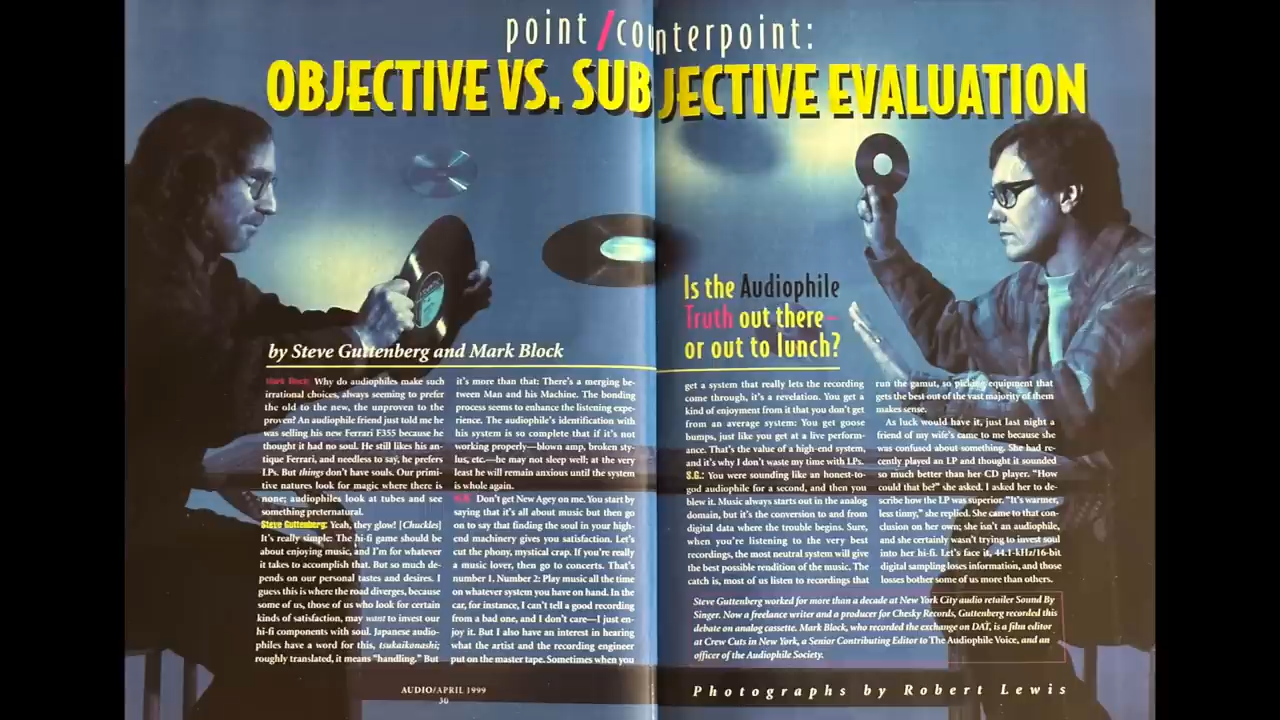 point/counterpoint:
OBJECTIVE VS. SUBJECTIVE EVALUATION
Is the Audiophile
Truth out there–
or out to lunch?
by Steve Guttenberg and Mark Block
Mark Block: Why do audiophiles make such
irrational choices, always seeming to prefer
the old to the new, the unproven to the
proven? An audiophile friend just told me he
was selling his new Ferrari F355 because he
thought it had no soul. He still likes his an-
tique Ferrari, and needless to say, he prefers
LPs. But things don't have souls. Our primi-
tive natures look for magic where there is
none; audiophiles look at tubes and see
something preternatural.
Steve Guttenberg: Yeah, they glow! [Chuckles]
It's really simple: The hi-fi game should be
about enjoying music, and I'm for whatever
it takes to accomplish that. But so much de-
pends on our personal tastes and desires. I
guess this is where the road diverges, because
some of us, those of us who look for certain
kinds of satisfaction, may want to invest our
hi-fi components with soul. Japanese audio-
philes have a word for this, tsukaikonashi;
roughly translated, it means "handling." But
it's more than that: There's a merging be-
tween Man and his Machine. The bonding
process seems to enhance the listening expe-
rience. The audiophile's identification with
his system is so complete that if it's not
working properly—blown amp, broken sty-
lus, etc.—he may not sleep well; at the very
least he will remain anxious until the system
is whole again.
M.B.: Don't get New Agey on me. You start by
saying that it's all about music but then go
on to say that finding the soul in your high-
end machinery gives you satisfaction. Let's
cut the phony, mystical crap. If you're really
a music lover, then go to concerts. That's
number 1. Number 2: Play music all the time
on whatever system you have on hand. In the
car, for instance, I can't tell a good recording
from a bad one, and I don't care—I just en-
joy it. But I also have an interest in hearing
what the artist and the recording engineer
put on the master tape. Sometimes when you
get a system that really lets the recording
come through, it's a revelation. You get a
kind of enjoyment from it that you don't get
from an average system: You get goose
bumps, just like you get at a live perform-
ance. That's the value of a high-end system,
and it's why I don't waste my time with LPs.
S.G.: You were sounding like an honest-to-
god audiophile for a second, and then you
blew it. Music always starts out in the analog
domain, but it's the conversion to and from
digital data where the trouble begins. Sure,
when you're listening to the very best
recordings, the most neutral system will give
the best possible rendition of the music. The
catch is, most of us listen to recordings that
run the gamut, so picking equipment that
gets the best out of the vast majority of them
makes sense.
As luck would have it, just last night a
friend of my wife's came to me because she
was confused about something. She had re-
cently played an LP and thought it sounded
so much better than her CD player. "How
could that be?" she asked. I asked her to de-
scribe how the LP was superior. "It's warmer,
less tinny," she replied. She came to that con-
clusion on her own; she isn't an audiophile,
and she certainly wasn't trying to invest soul
into her hi-fi. Let's face it, 44.1-kHz/16-bit
digital sampling loses information, and those
losses bother some of us more than others.
Steve Guttenberg worked for more than a decade at New York City audio retailer Sound By
Singer. Now a freelance writer and a producer for Chesky Records, Guttenberg recorded this
debate on analog cassette. Mark Block, who recorded the exchange on DAT, is a film editor
at Crew Cuts in New York, a Senior Contributing Editor to The Audiophile Voice, and an
officer of the Audiophile Society.
AUDIO/APRIL 1999
30
Photographs by Robert Lewis